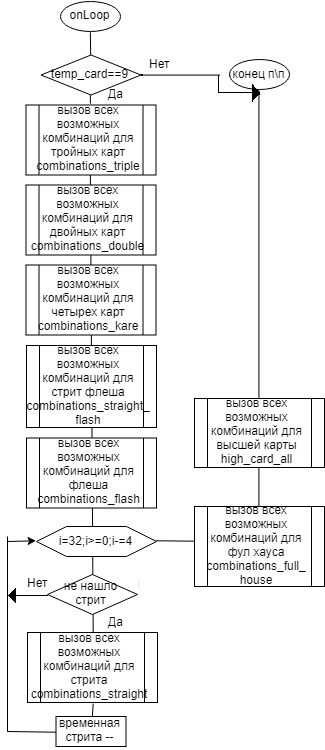 onLoop
temp_card==9
Нет
конец п\п
Да
вызов всех
возможных
комбинаций для
тройных карт
combinations_triple
вызов всех
возможных
комбинаций для
двойных карт
combinations_double
вызов всех
возможных
комбинаций для
четырех карт
combinations_kare
вызов всех
возможных
комбинаций для
стрит флеша
combinations_straight_
flash
вызов всех
возможных
комбинаций для
флеша
combinations_flash
вызов всех
возможных
комбинаций для
высшей карты
high_card_all
i=32;i>=0;i-=4
вызов всех
возможных
комбинаций для
фул хауса
combinations_full_
house
Нет
не нашло
стрит
Да
вызов всех
возможных
комбинаций для
стрита
combinations_straight
временная
стрита --